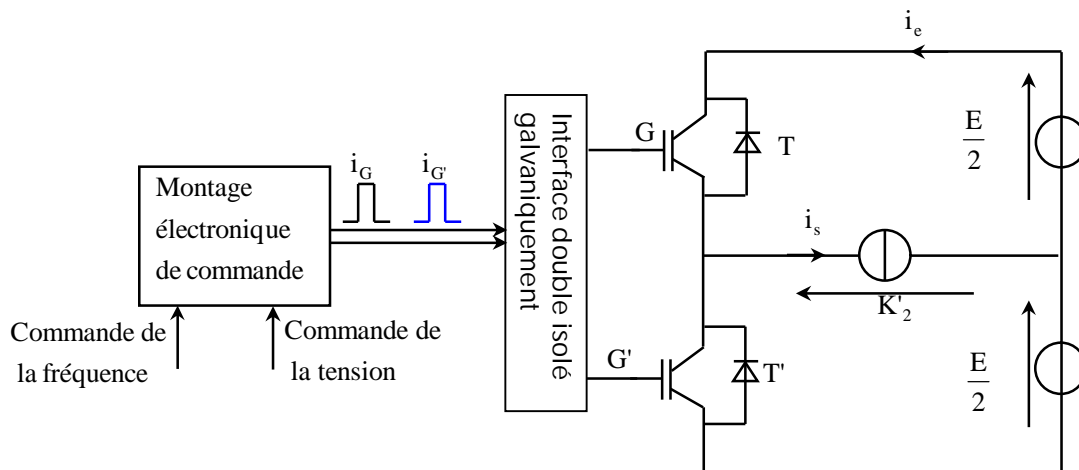 i_e
E/2
G
T
Interface double isolé
galvaniquement
i_G
i_G'
Montage
électronique
de commande
i_s
K'_2
Commande de
la fréquence
Commande de
la tension
G'
T'
E/2